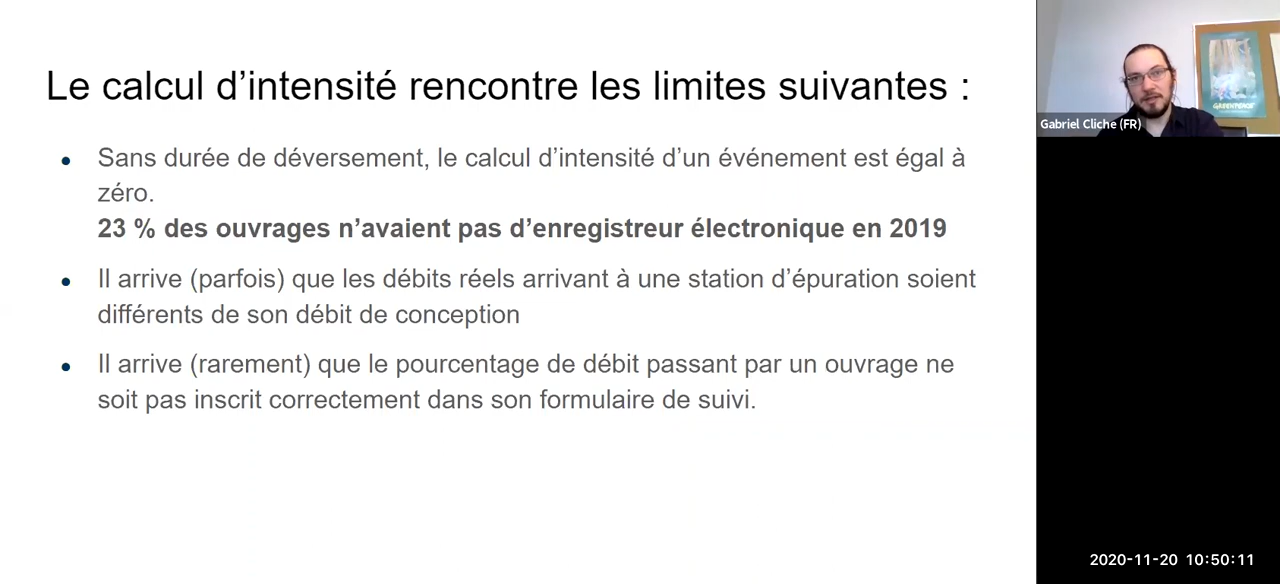 Le calcul d’intensité rencontre les limites suivantes :
Sans durée de déversement, le calcul d’intensité d’un événement est égal à
zéro.
23 % des ouvrages n’avaient pas d’enregistreur électronique en 2019
Il arrive (parfois) que les débits réels arrivant à une station d’épuration soient
différents de son débit de conception
Il arrive (rarement) que le pourcentage de débit passant par un ouvrage ne
soit pas inscrit correctement dans son formulaire de suivi.
GREENPEACE
Gabriel Cliche (FR)
2020-11-20 10:50:11